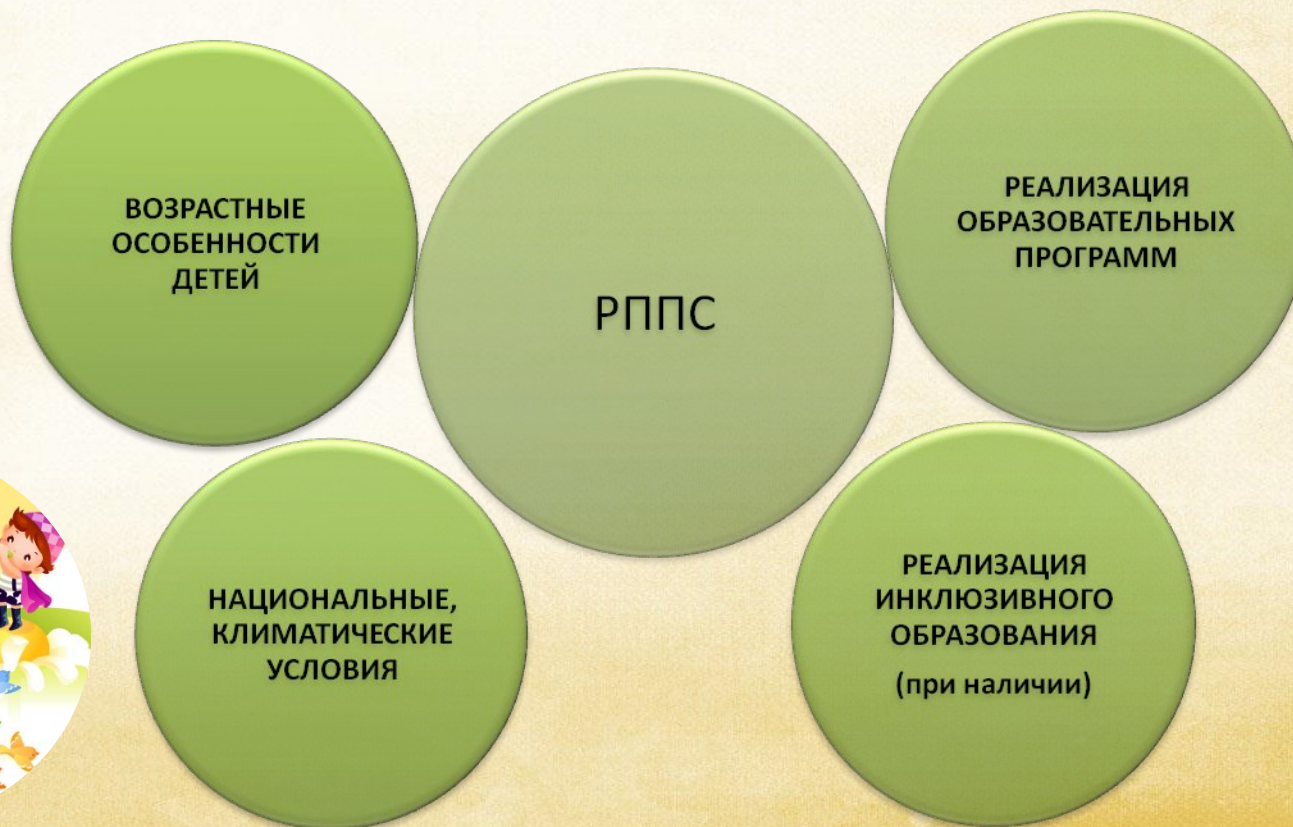 ВОЗРАСТНЫЕ
ОСОБЕННОСТИ
ДЕТЕЙ
РППС
РЕАЛИЗАЦИЯ
ОБРАЗОВАТЕЛЬНЫХ
ПРОГРАММ
НАЦИОНАЛЬНЫЕ,
КЛИМАТИЧЕСКИЕ
УСЛОВИЯ
РЕАЛИЗАЦИЯ
ИНКЛЮЗИВНОГО
ОБРАЗОВАНИЯ
(при наличии)